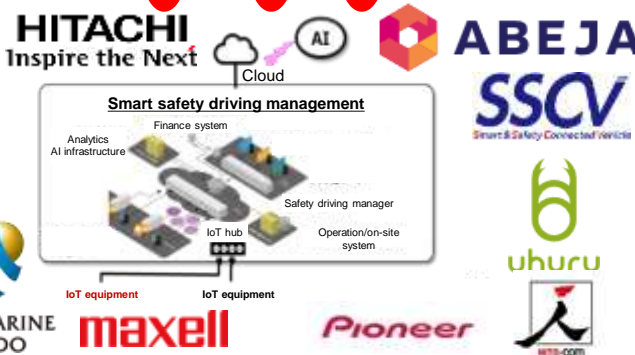 HITACHI
Inspire the Next
AI
ABEJA
Cloud
Smart safety driving management
SSCV
Smart & Safety Connected Vehicle
Finance system
Analytics
AI infrastructure
Safety driving manager
IoT hub
Operation/on-site
system
uhuru
IoT equipment
IoT equipment
ARINE
DO
maxell
Pioneer
人